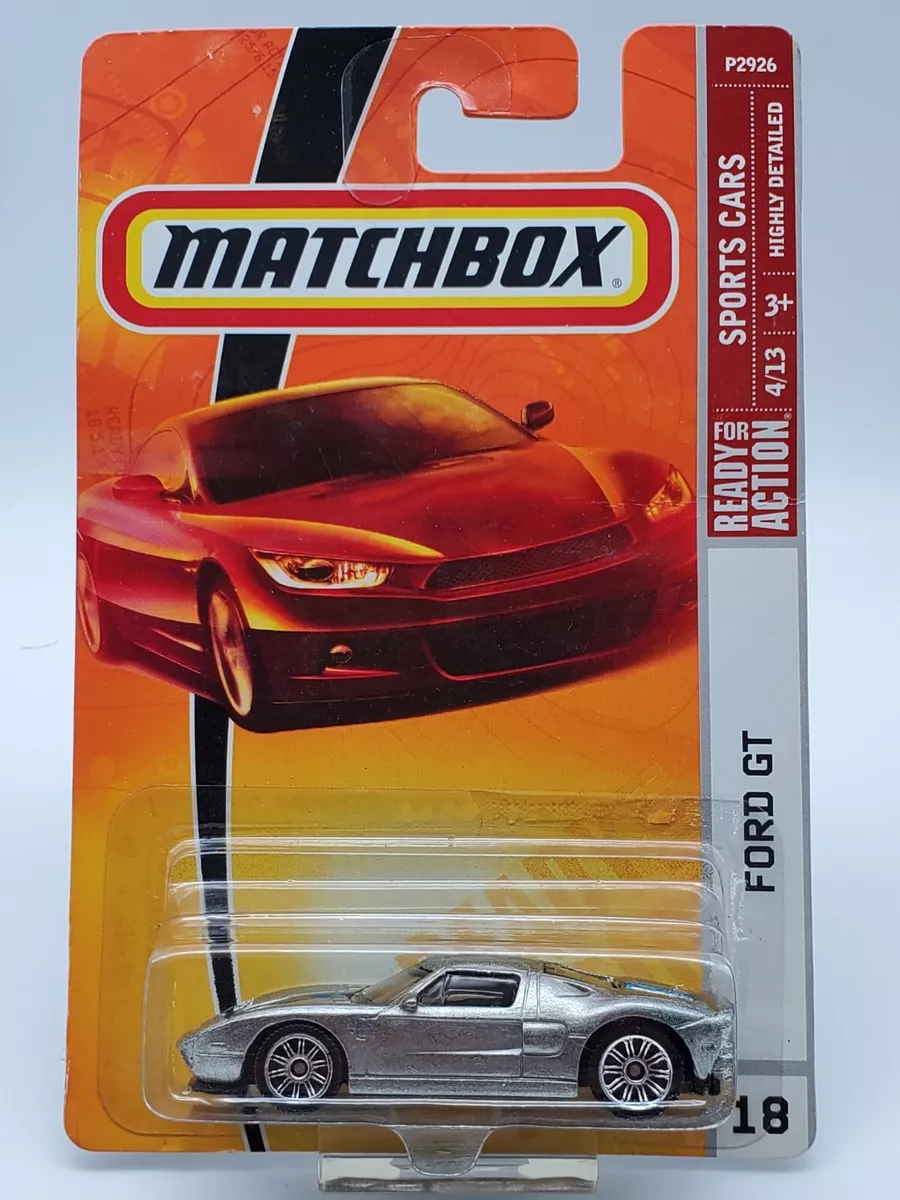 P2926
MATCHBOX®
SPORTS CARS
HIGHLY DETAILED
3+
4/13
READY FOR
ACTION®
FORD GT
18